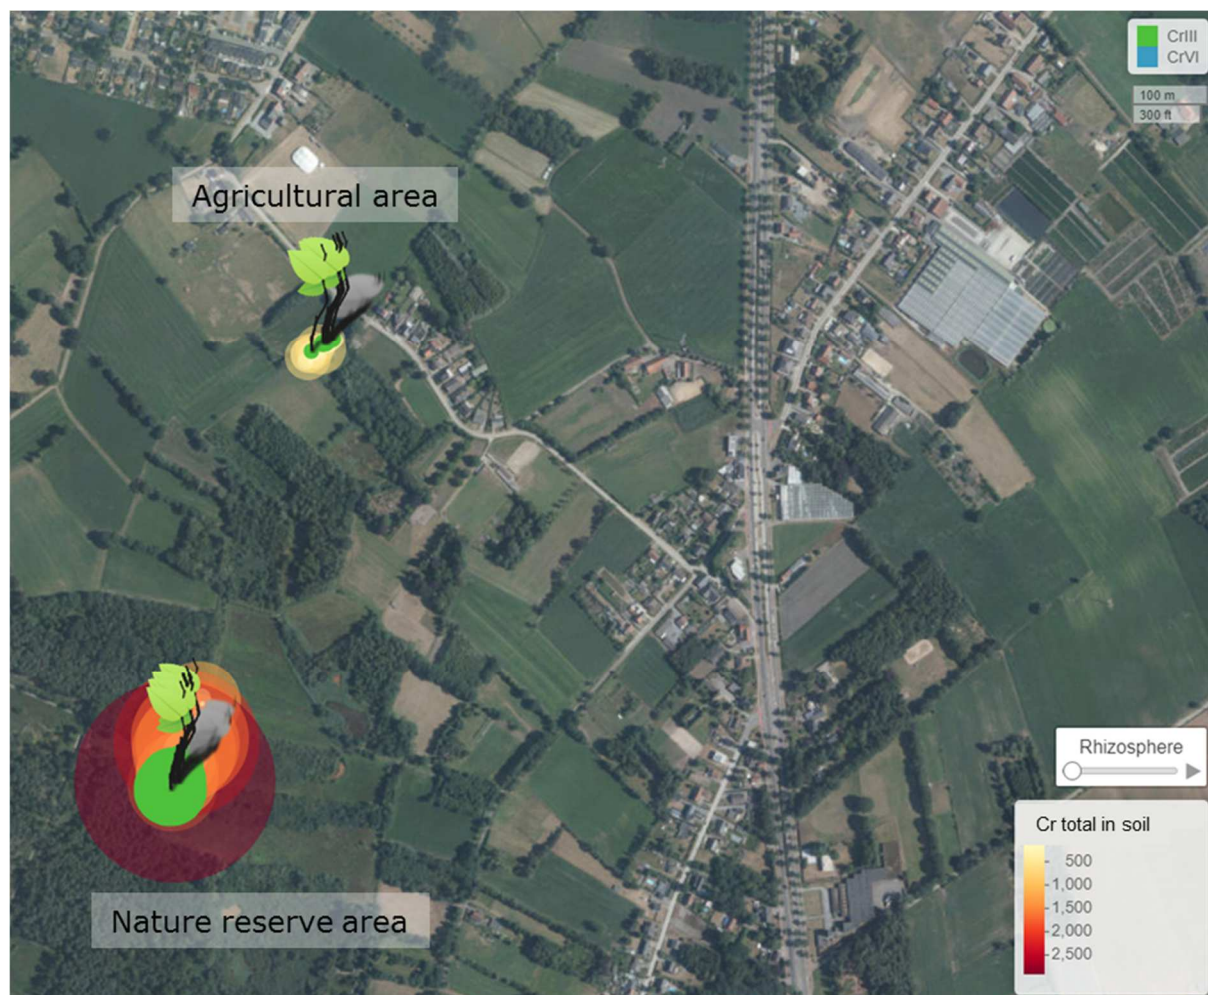 CrIII
CrVI
100 m
300 ft
Agricultural area
Nature reserve area
Rhizosphere
Cr total in soil
500
1,000
1,500
2,000
2,500